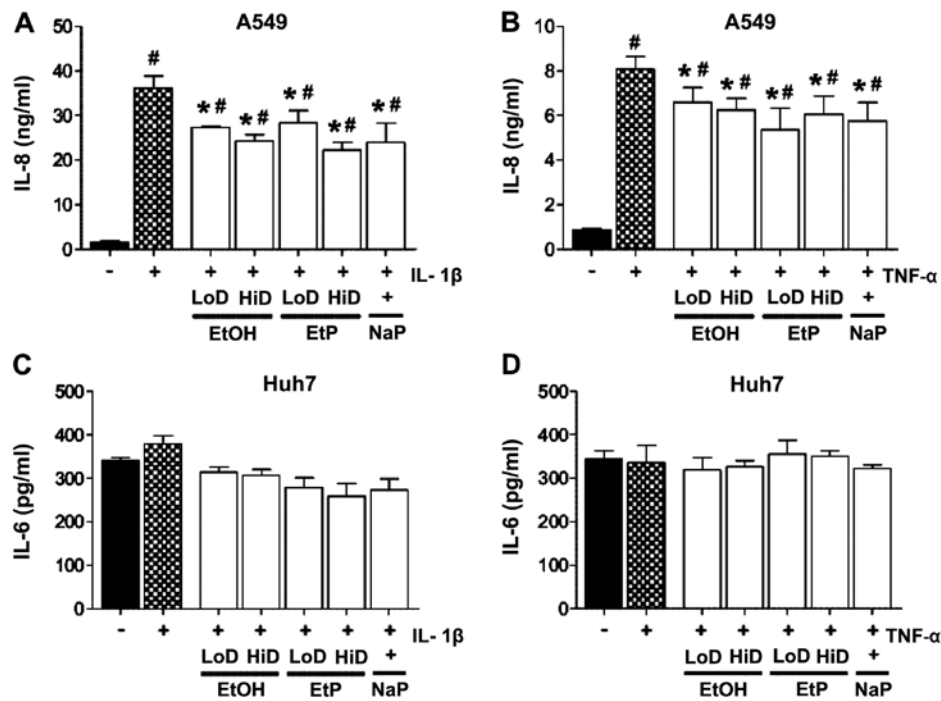 A
A549
IL-8 (ng/ml)
50
40
30
20
10
0
#
* #
* #
* #
* #
* #
- + + + + + + IL- 1β
LoD HiD LoD HiD +
EtOH EtP NaP
B
A549
IL-8 (ng/ml)
10
8
6
4
2
0
#
* #
* #
* #
* #
* #
- + + + + + + TNF-α
LoD HiD LoD HiD +
EtOH EtP NaP
C
Huh7
IL-6 (pg/ml)
500
400
300
200
100
0
- + + + + + + IL- 1β
LoD HiD LoD HiD +
EtOH EtP NaP
D
Huh7
IL-6 (pg/ml)
500
400
300
200
100
0
- + + + + + + TNF-α
LoD HiD LoD HiD +
EtOH EtP NaP